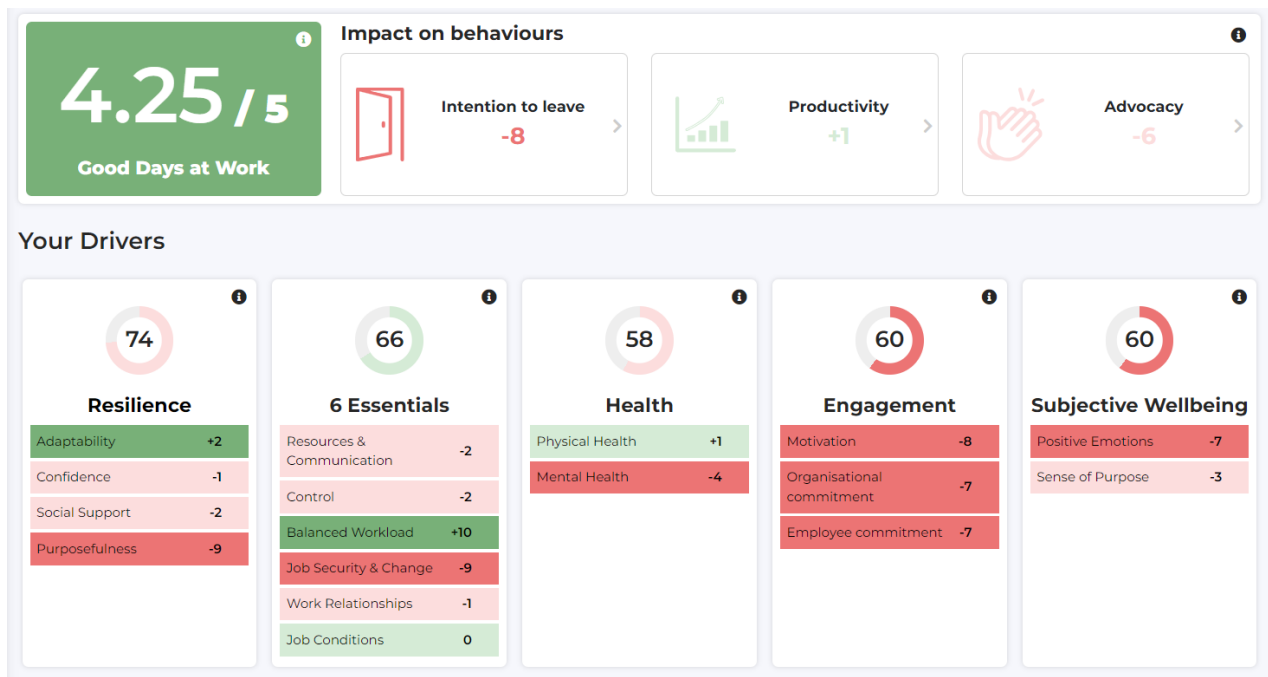 4.25 / 5
Good Days at Work
Impact on behaviours
Intention to leave
-8
Productivity
+1
Advocacy
-6
Your Drivers
74
Resilience
Adaptability +2
Confidence -1
Social Support -2
Purposefulness -9
66
6 Essentials
Resources &
Communication -2
Control -2
Balanced Workload +10
Job Security & Change -9
Work Relationships -1
Job Conditions 0
58
Health
Physical Health +1
Mental Health -4
60
Engagement
Motivation -8
Organisational
commitment -7
Employee commitment -7
60
Subjective Wellbeing
Positive Emotions -7
Sense of Purpose -3